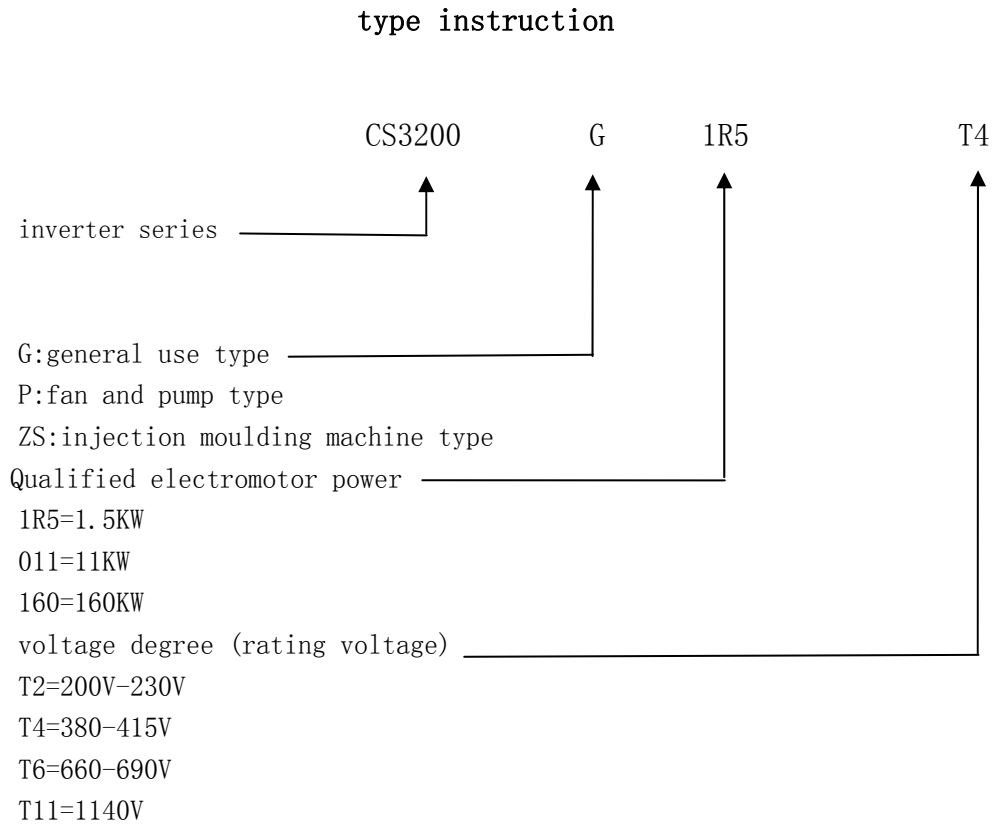 type instruction
CS3200 G 1R5 T4
inverter series
G:general use type
P:fan and pump type
ZS:injection moulding machine type
Qualified electromotor power
1R5=1.5KW
011=11KW
160=160KW
voltage degree (rating voltage)
T2=200V-230V
T4=380-415V
T6=660-690V
T11=1140V